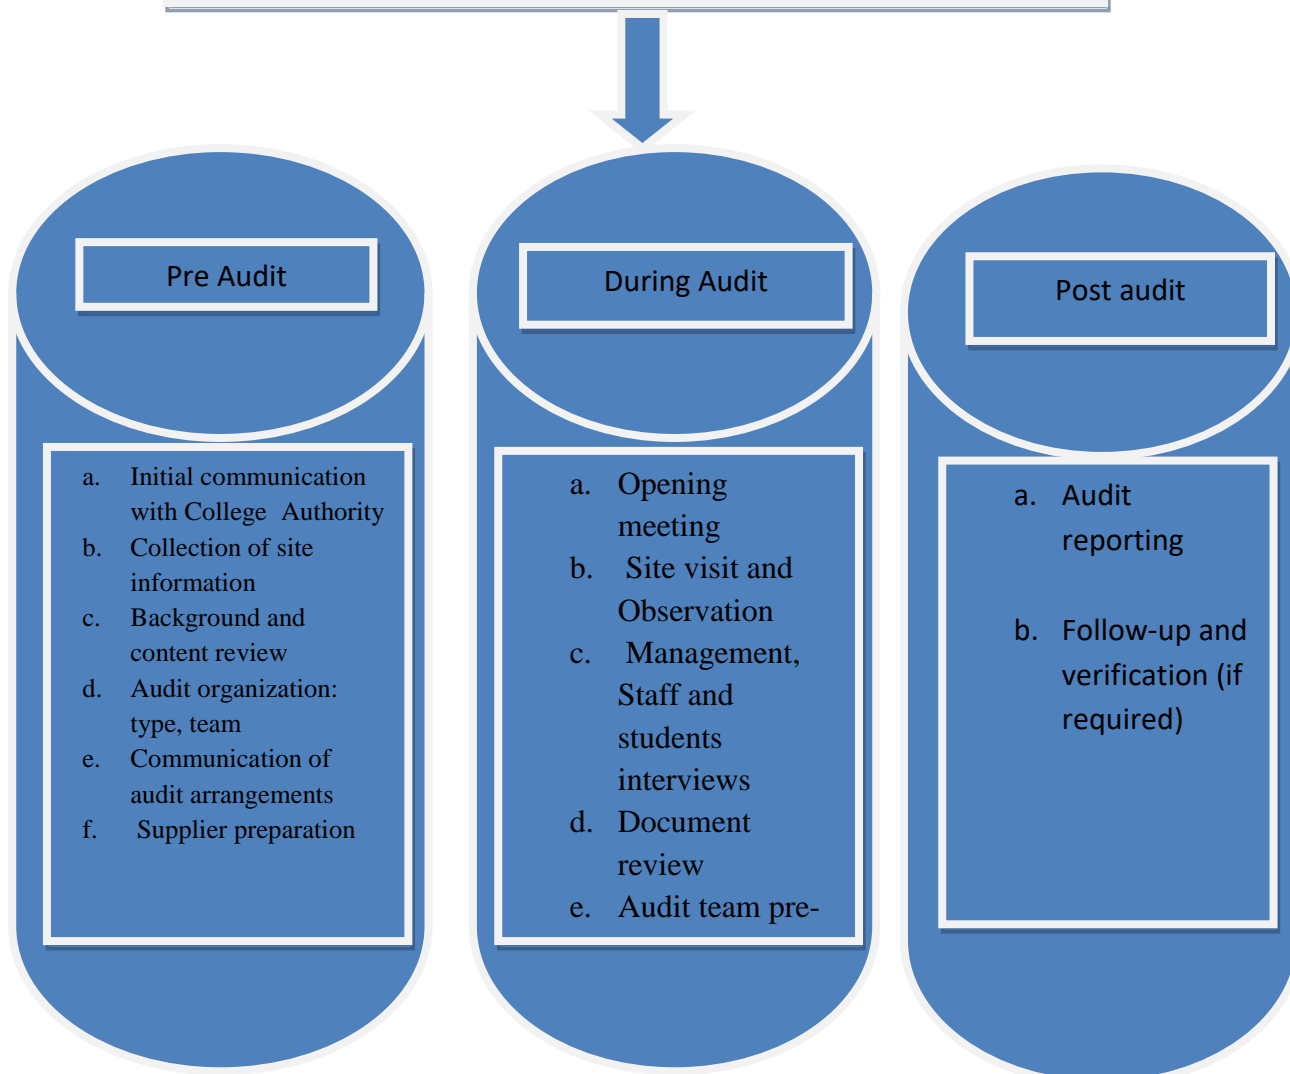 Pre Audit
a. Initial communication
with College Authority
b. Collection of site
information
c. Background and
content review
d. Audit organization:
type, team
e. Communication of
audit arrangements
f. Supplier preparation
During Audit
a. Opening
meeting
b. Site visit and
Observation
c. Management,
Staff and
students
interviews
d. Document
review
e. Audit team pre-
Post audit
a. Audit
reporting
b. Follow-up and
verification (if
required)